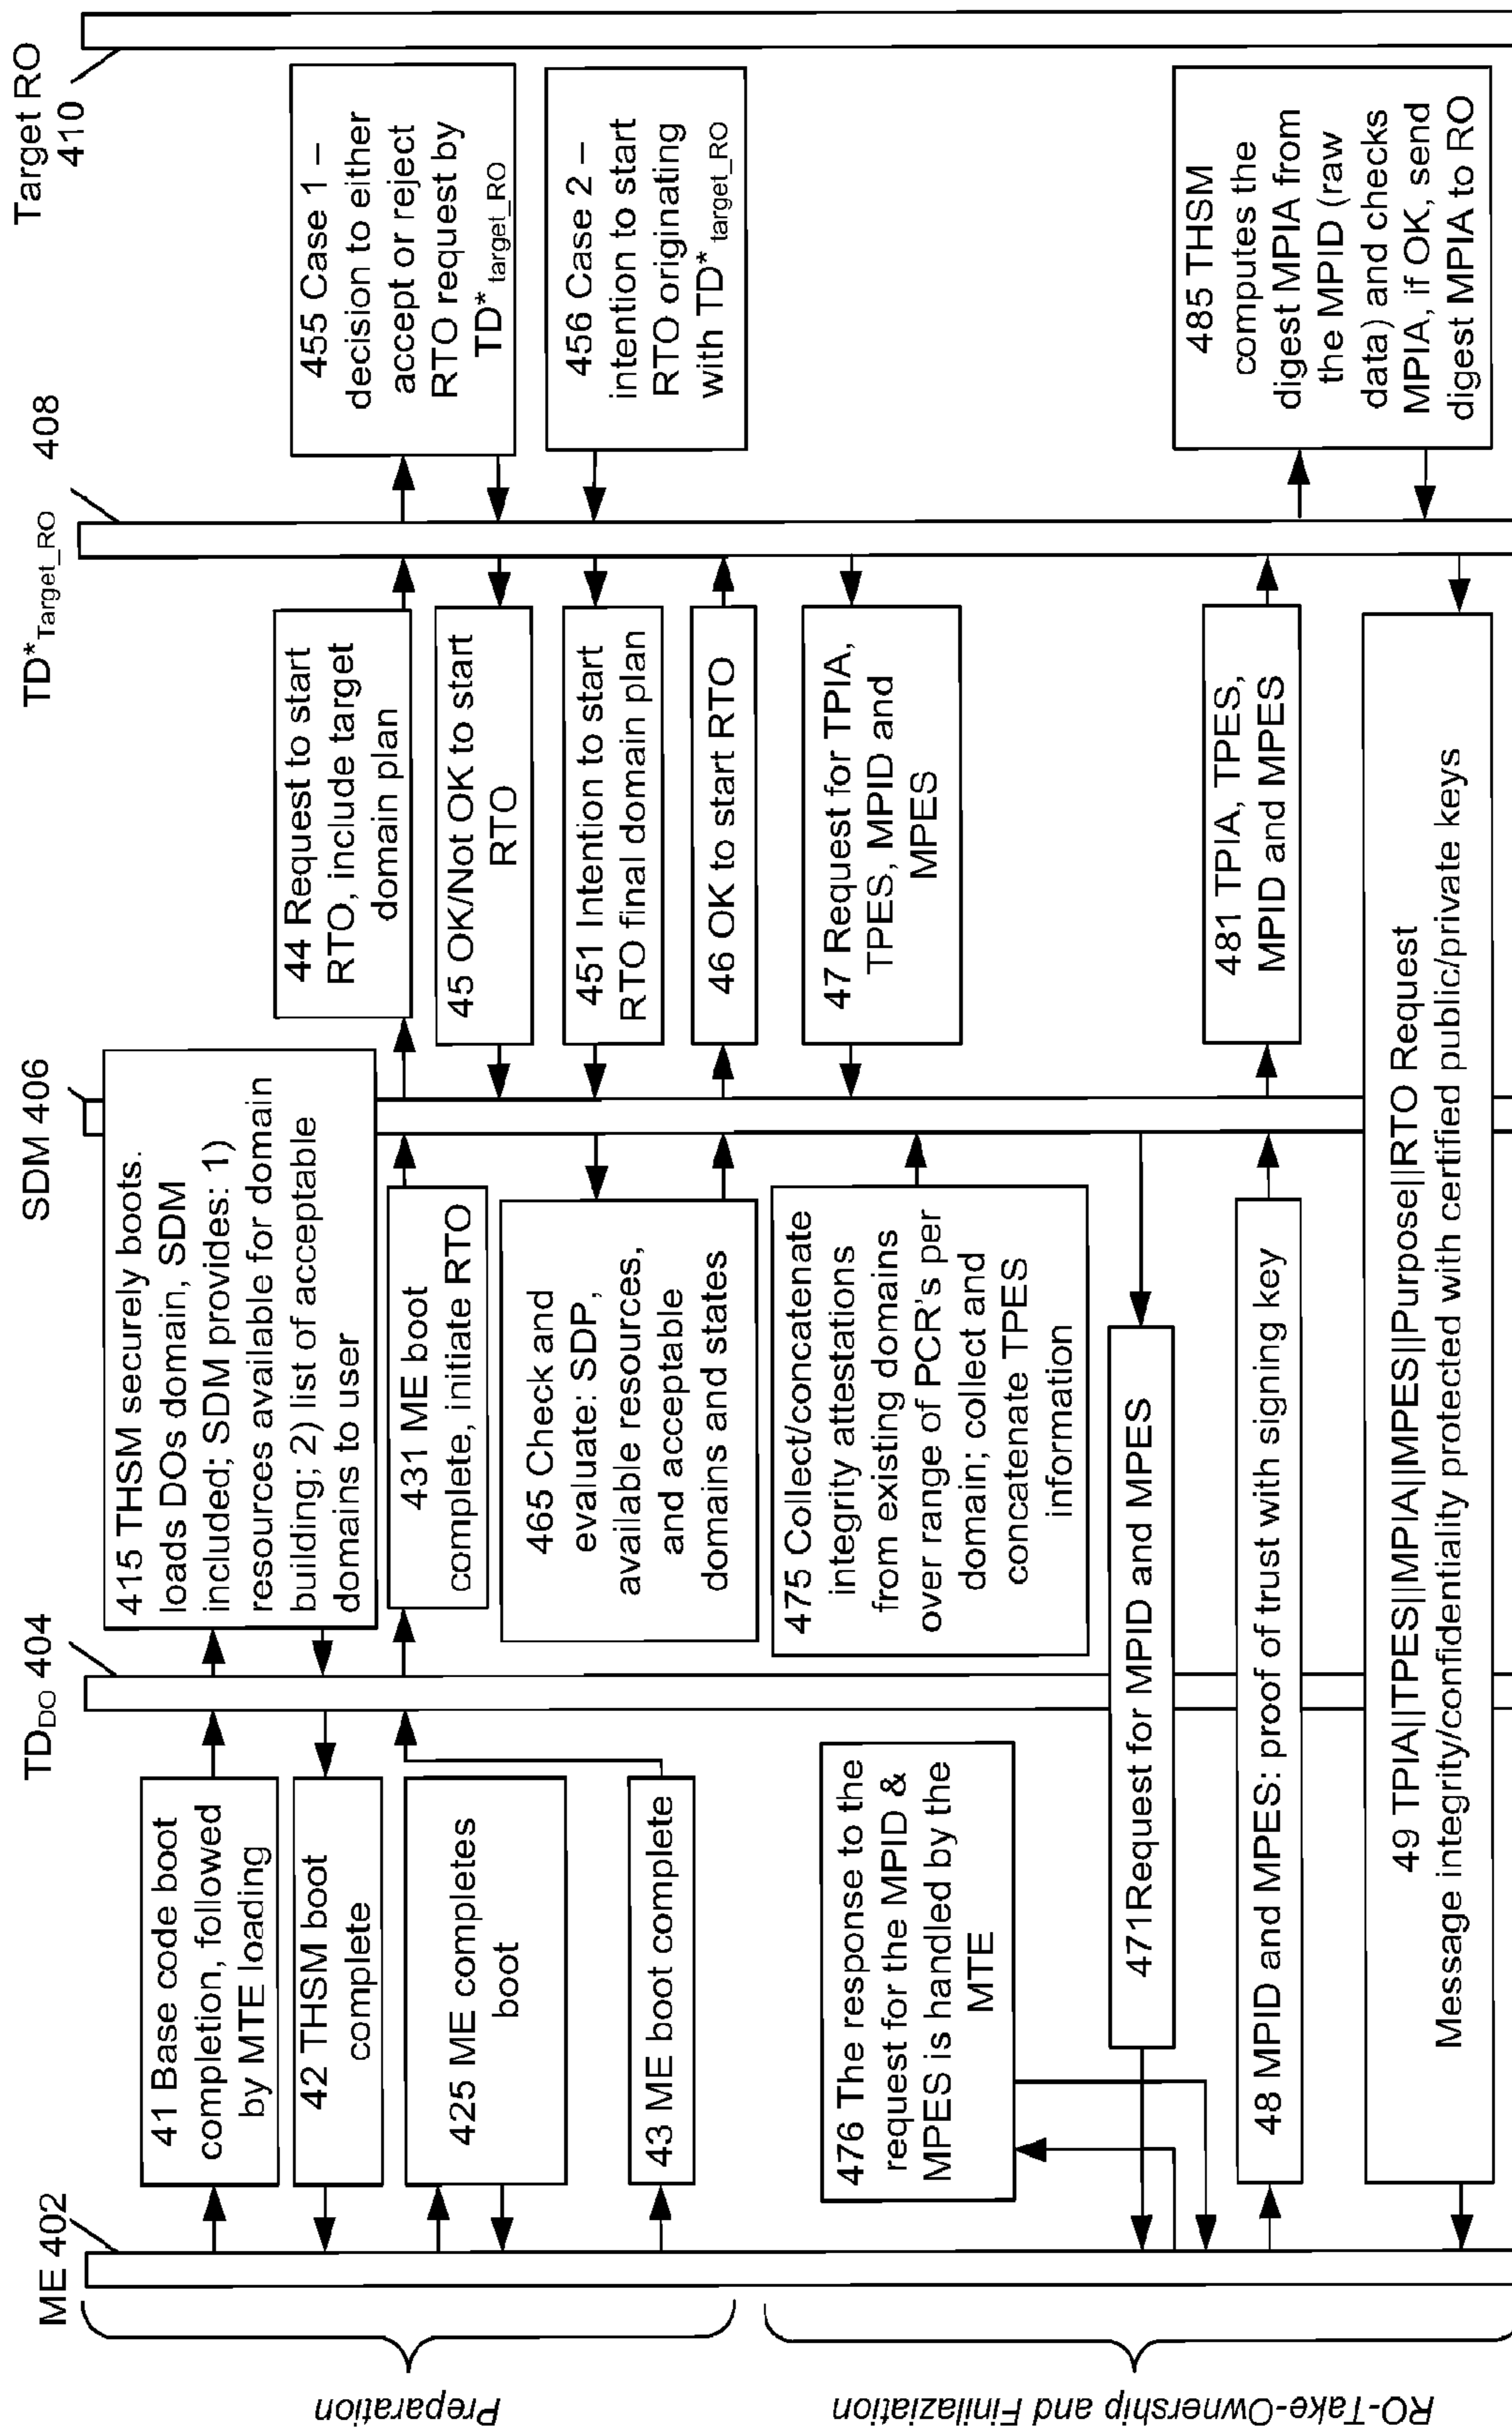 ME 402
TD_DO 404
SDM 406
TD*_Target_RO 408
Target RO
410
Preparation
41 Base code boot
completion, followed
by MTE loading
415 THSM securely boots.
loads DOs domain, SDM
included; SDM provides: 1)
resources available for domain
building; 2) list of acceptable
domains to user
42 THSM boot
complete
425 ME completes
boot
43 ME boot complete
431 ME boot
complete, initiate RTO
44 Request to start
RTO, include target
domain plan
455 Case 1 –
decision to either
accept or reject
RTO request by
TD*_target_RO
45 OK/Not OK to start
RTO
456 Case 2 –
intention to start
RTO originating
with TD*_target_RO
451 Intention to start
RTO final domain plan
465 Check and
evaluate: SDP,
available resources,
and acceptable
domains and states
46 OK to start RTO
RO-Take-Ownership and Finilaziation
47 Request for TPIA,
TPES, MPID and
MPES
475 Collect/concatenate
integrity attestations
from existing domains
over range of PCR's per
domain; collect and
concatenate TPES
information
471Request for MPID and MPES
476 The response to the
request for the MPID &
MPES is handled by the
MTE
48 MPID and MPES: proof of trust with signing key
481 TPIA, TPES,
MPID and MPES
485 THSM
computes the
digest MPIA from
the MPID (raw
data) and checks
MPIA, if OK, send
digest MPIA to RO
49 TPIA||TPES||MPIA||MPES||Purpose||RTO Request
Message integrity/confidentiality protected with certified public/private keys